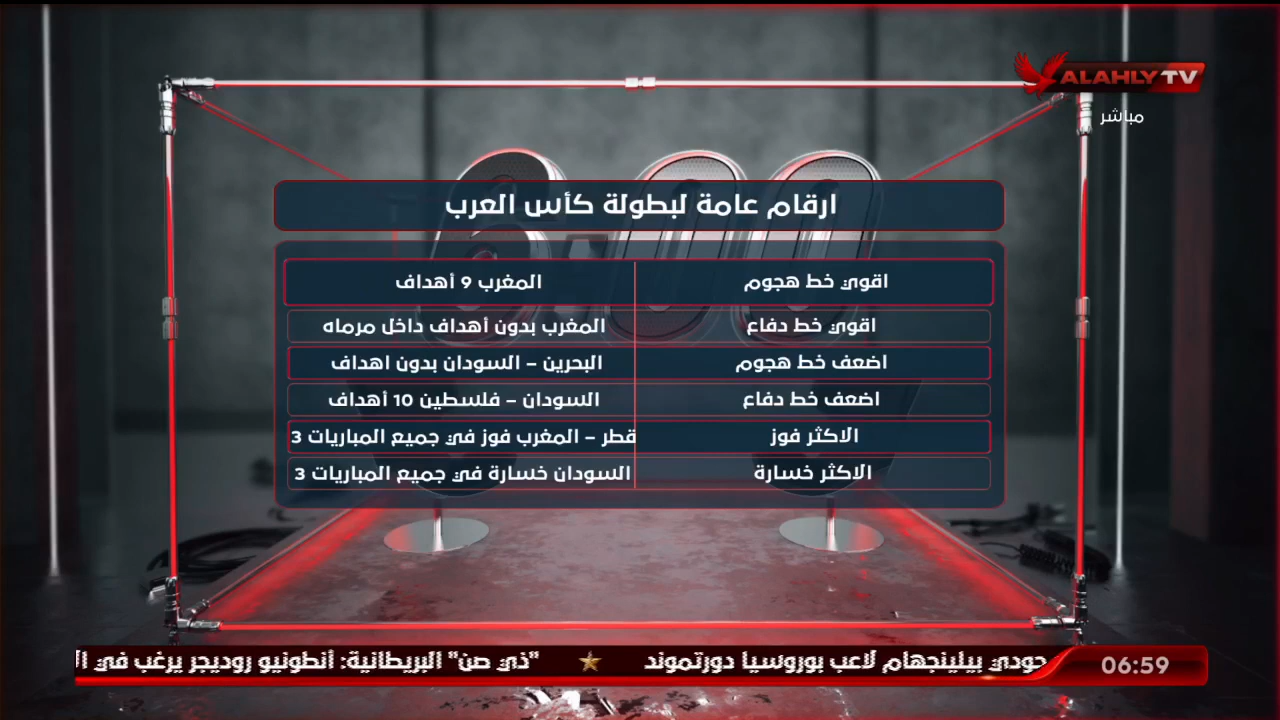 ALAHLY TV
مباشر
ارقام عامة لبطولة كأس العرب
اقوي خط هجوم المغرب 9 أهداف
اقوي خط دفاع المغرب بدون أهداف داخل مرماه
اضعف خط هجوم البحرين – السودان بدون اهداف
اضعف خط دفاع السودان – فلسطين 10 أهداف
الاكثر فوز قطر – المغرب فوز في جميع المباريات 3
الاكثر خسارة السودان خسارة في جميع المباريات 3
06:59 جودي بيلينجهام لاعب بوروسيا دورتموند "ذي صن" البريطانية: أنطونيو روديجر يرغب في